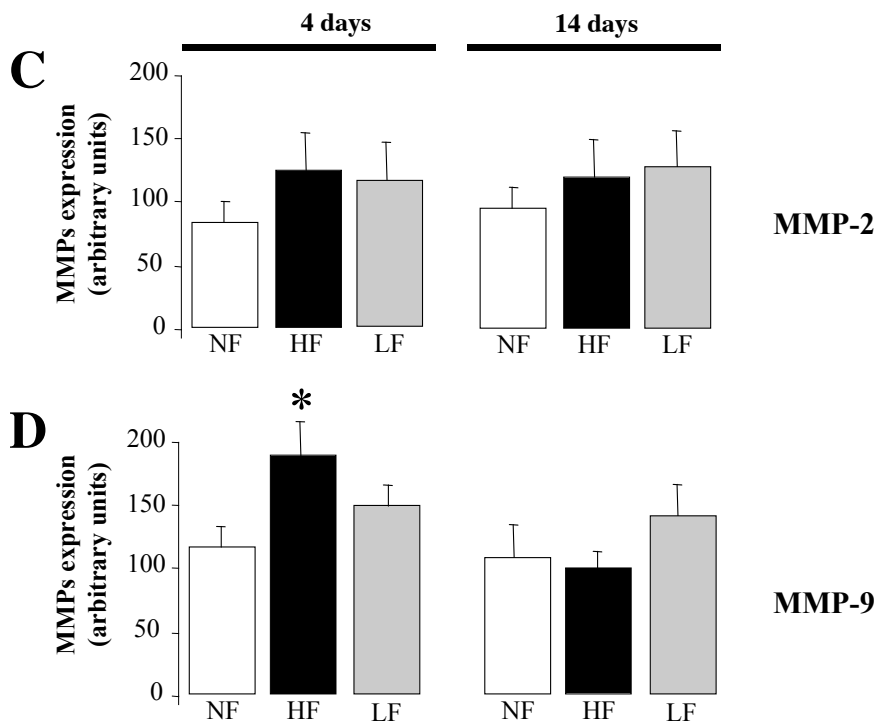 4 days 14 days
C
MMPs expression
(arbitrary units)
200
150
100
50
0
NF HF LF NF HF LF
MMP-2
D
MMPs expression
(arbitrary units)
*
200
150
100
50
0
NF HF LF NF HF LF
MMP-9